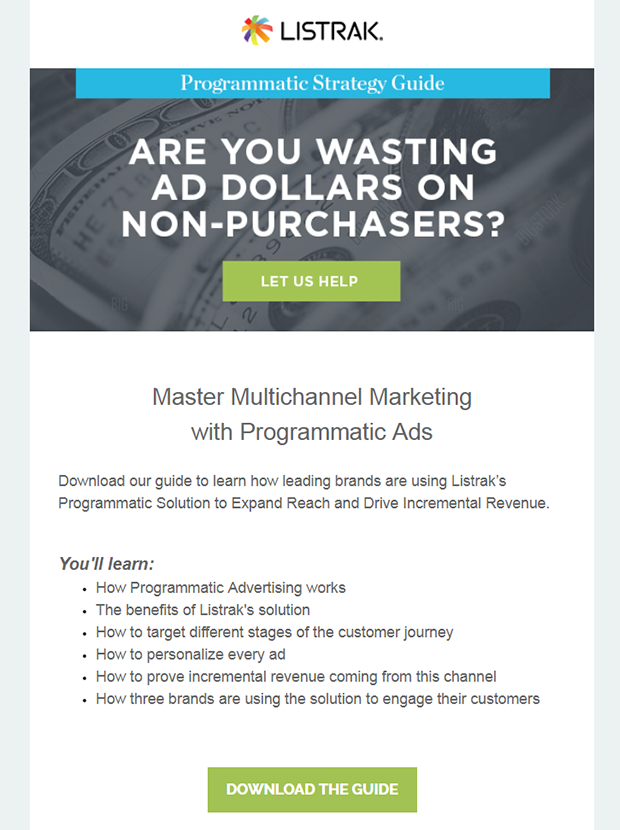 LISTRAK.
Programmatic Strategy Guide
ARE YOU WASTING
AD DOLLARS ON
NON-PURCHASERS?
LET US HELP
Master Multichannel Marketing
with Programmatic Ads
Download our guide to learn how leading brands are using Listrak’s
Programmatic Solution to Expand Reach and Drive Incremental Revenue.
You'll learn:
• How Programmatic Advertising works
• The benefits of Listrak's solution
• How to target different stages of the customer journey
• How to personalize every ad
• How to prove incremental revenue coming from this channel
• How three brands are using the solution to engage their customers
DOWNLOAD THE GUIDE